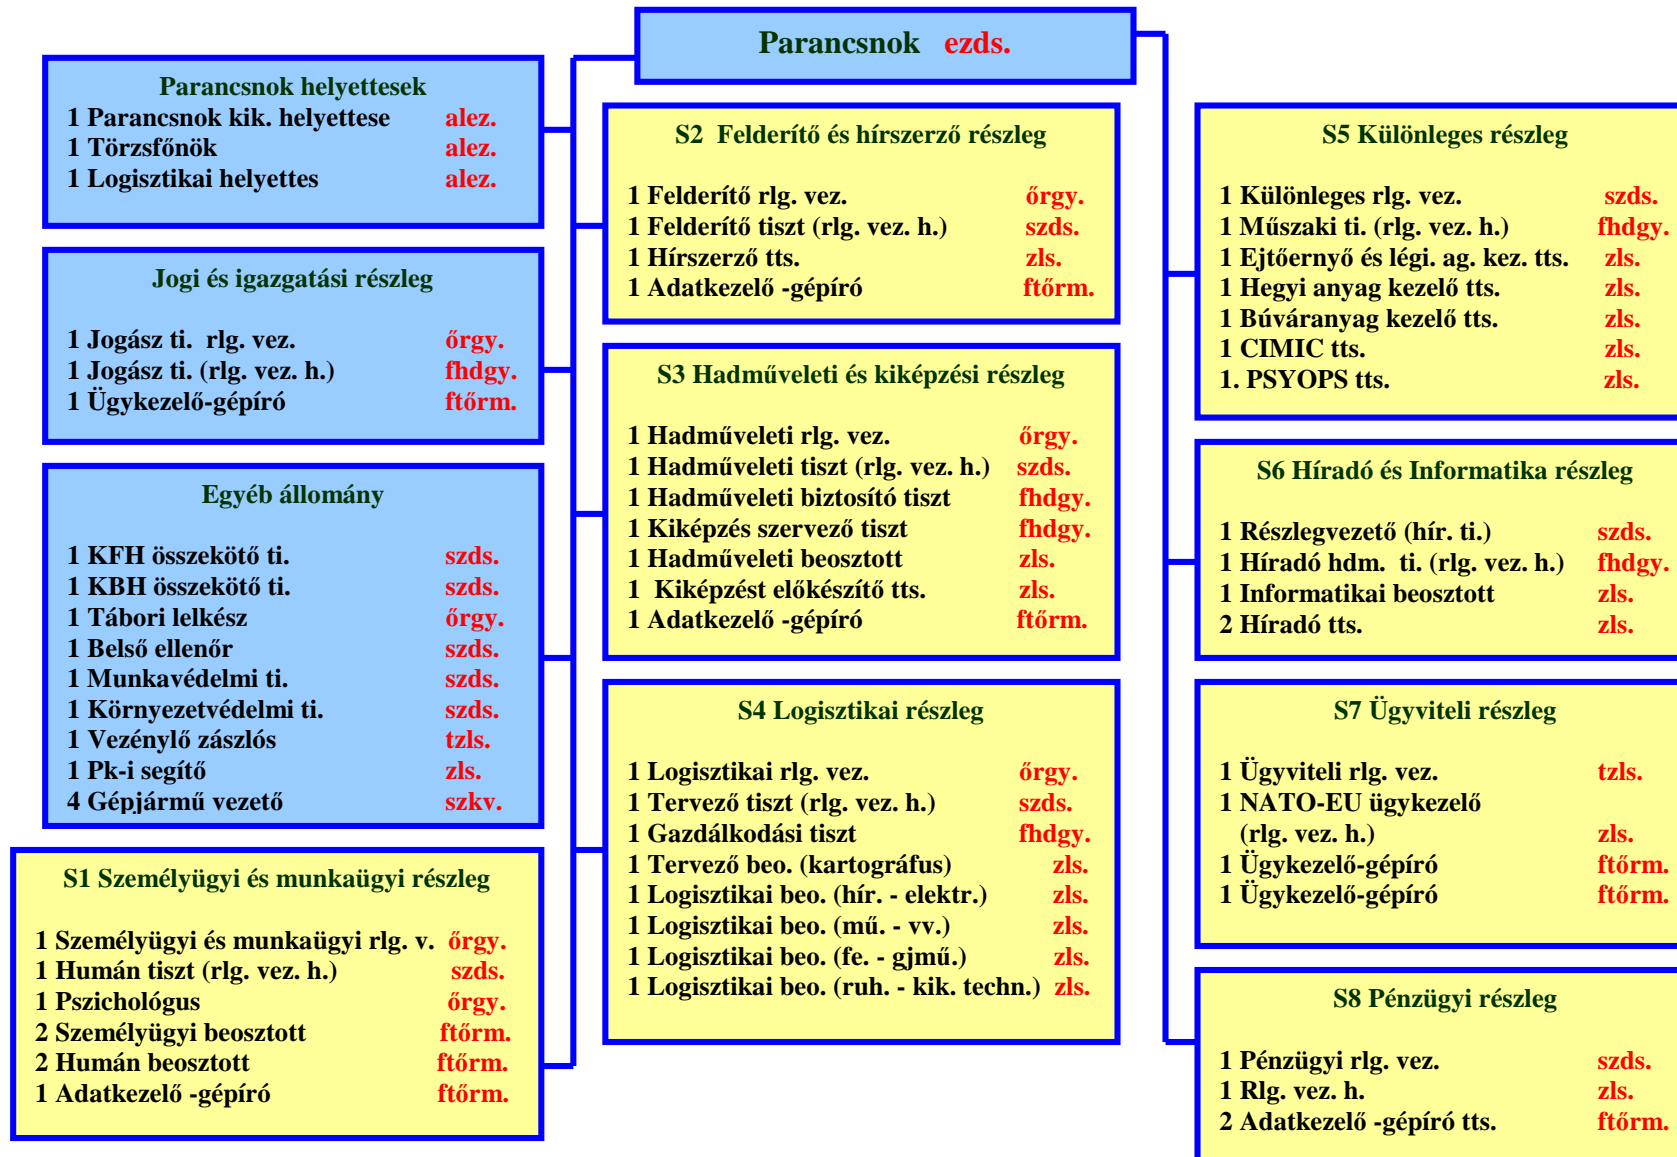 Parancsnok ezds.
Parancsnok helyettesek
1 Parancsnok kik. helyettese alez.
1 Törzsfőnök alez.
1 Logisztikai helyettes alez.
Jogi és igazgatási részleg
1 Jogász ti. rlg. vez. őrgy.
1 Jogász ti. (rlg. vez. h.) fhdgy.
1 Ügykezelő-gépíró ftőrm.
Egyéb állomány
1 KFH összekötő ti. szds.
1 KBH összekötő ti. szds.
1 Tábori lelkész őrgy.
1 Belső ellenőr szds.
1 Munkavédelmi ti. szds.
1 Környezetvédelmi ti. szds.
1 Vezénylő zászlós tzls.
1 Pk-i segítő zls.
4 Gépjármű vezető szkv.
S1 Személyügyi és munkaügyi részleg
1 Személyügyi és munkaügyi rlg. v. őrgy.
1 Humán tiszt (rlg. vez. h.) szds.
1 Pszichológus őrgy.
2 Személyügyi beosztott ftőrm.
2 Humán beosztott ftőrm.
1 Adatkezelő -gépíró ftőrm.
S2 Felderítő és hírszerző részleg
1 Felderítő rlg. vez. őrgy.
1 Felderítő tiszt (rlg. vez. h.) szds.
1 Hírszerző tts. zls.
1 Adatkezelő -gépíró ftőrm.
S3 Hadműveleti és kiképzési részleg
1 Hadműveleti rlg. vez. őrgy.
1 Hadműveleti tiszt (rlg. vez. h.) szds.
1 Hadműveleti biztosító tiszt fhdgy.
1 Kiképzés szervező tiszt fhdgy.
1 Hadműveleti beosztott zls.
1 Kiképzést előkészítő tts. zls.
1 Adatkezelő -gépíró ftőrm.
S4 Logisztikai részleg
1 Logisztikai rlg. vez. őrgy.
1 Tervező tiszt (rlg. vez. h.) szds.
1 Gazdálkodási tiszt fhdgy.
1 Tervező beo. (kartográfus) zls.
1 Logisztikai beo. (hír. - elektr.) zls.
1 Logisztikai beo. (mű. - vv.) zls.
1 Logisztikai beo. (fe. - gjmű.) zls.
1 Logisztikai beo. (ruh. - kik. techn.) zls.
S5 Különleges részleg
1 Különleges rlg. vez. szds.
1 Műszaki ti. (rlg. vez. h.) fhdgy.
1 Ejtőernyő és légi. ag. kez. tts. zls.
1 Hegyi anyag kezelő tts. zls.
1 Búváranyag kezelő tts. zls.
1 CIMIC tts. zls.
1. PSYOPS tts. zls.
S6 Híradó és Informatika részleg
1 Részlegvezető (hír. ti.) szds.
1 Híradó hdm. ti. (rlg. vez. h.) fhdgy.
1 Informatikai beosztott zls.
2 Híradó tts. zls.
S7 Ügyviteli részleg
1 Ügyviteli rlg. vez. tzls.
1 NATO-EU ügykezelő
(rlg. vez. h.) zls.
1 Ügykezelő-gépíró ftőrm.
1 Ügykezelő-gépíró ftőrm.
S8 Pénzügyi részleg
1 Pénzügyi rlg. vez. szds.
1 Rlg. vez. h. zls.
2 Adatkezelő -gépíró tts. ftőrm.